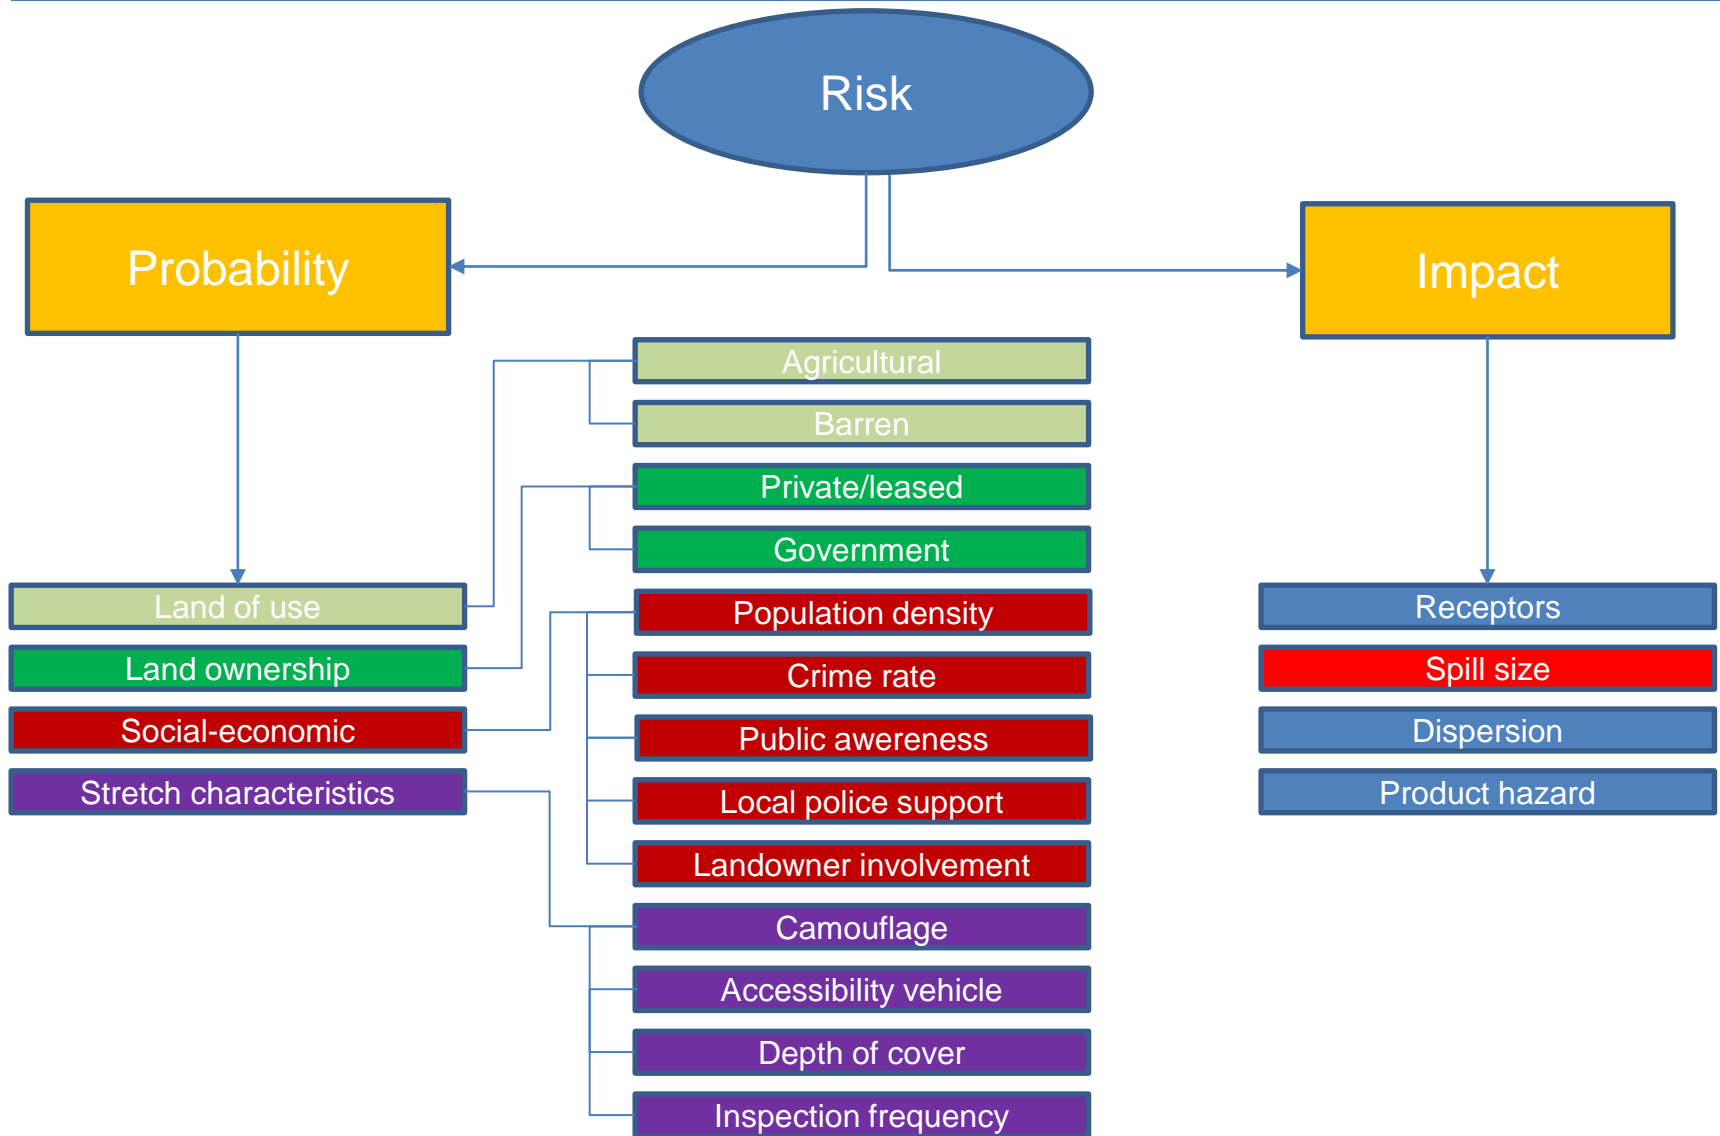 Risk
Probability
Impact
Agricultural
Barren
Private/leased
Government
Land of use
Population density
Receptors
Land ownership
Crime rate
Spill size
Social-economic
Public awereness
Dispersion
Stretch characteristics
Local police support
Product hazard
Landowner involvement
Camouflage
Accessibility vehicle
Depth of cover
Inspection frequency